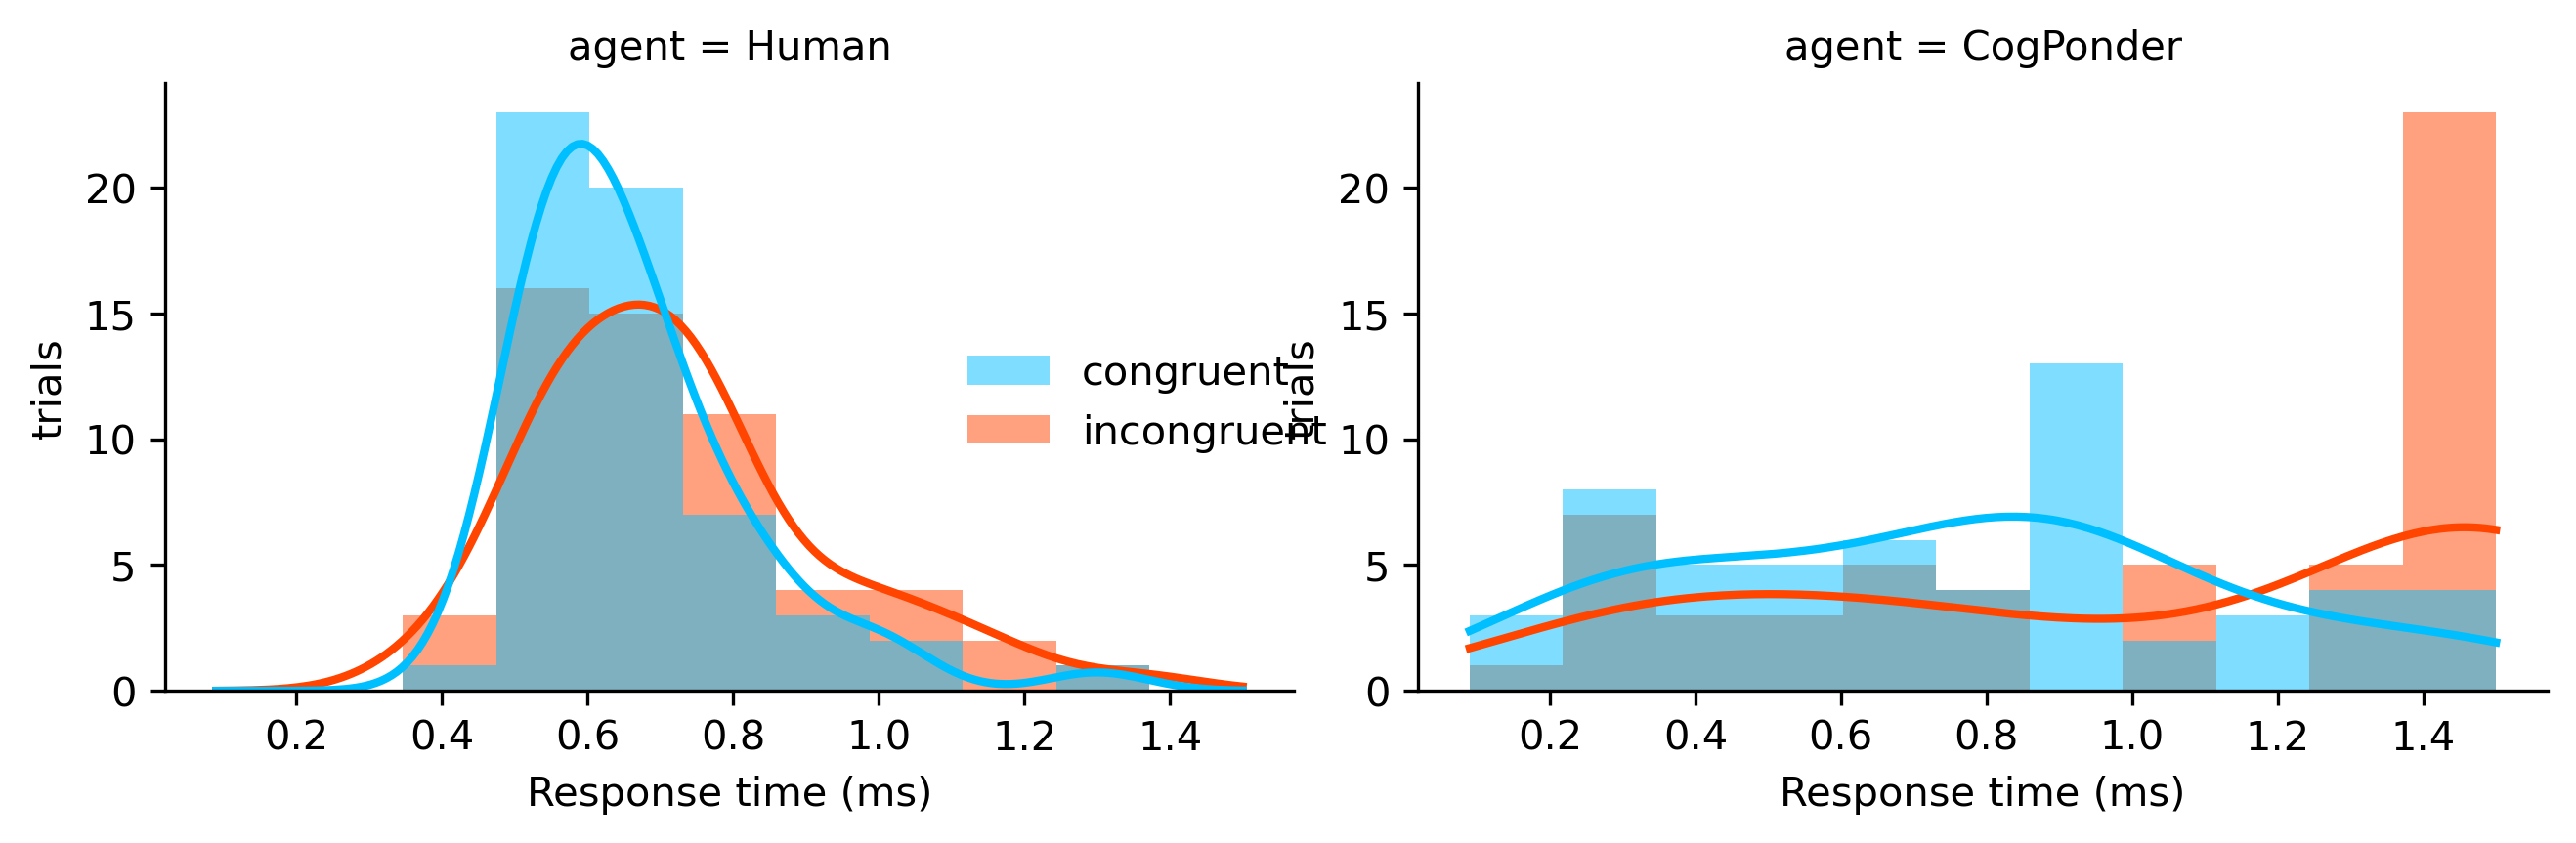 agent = Human
trials
20
15
10
5
0
0.2 0.4 0.6 0.8 1.0 1.2 1.4
Response time (ms)
congruent
incongruent
agent = CogPonder
trials
20
15
10
5
0
0.2 0.4 0.6 0.8 1.0 1.2 1.4
Response time (ms)